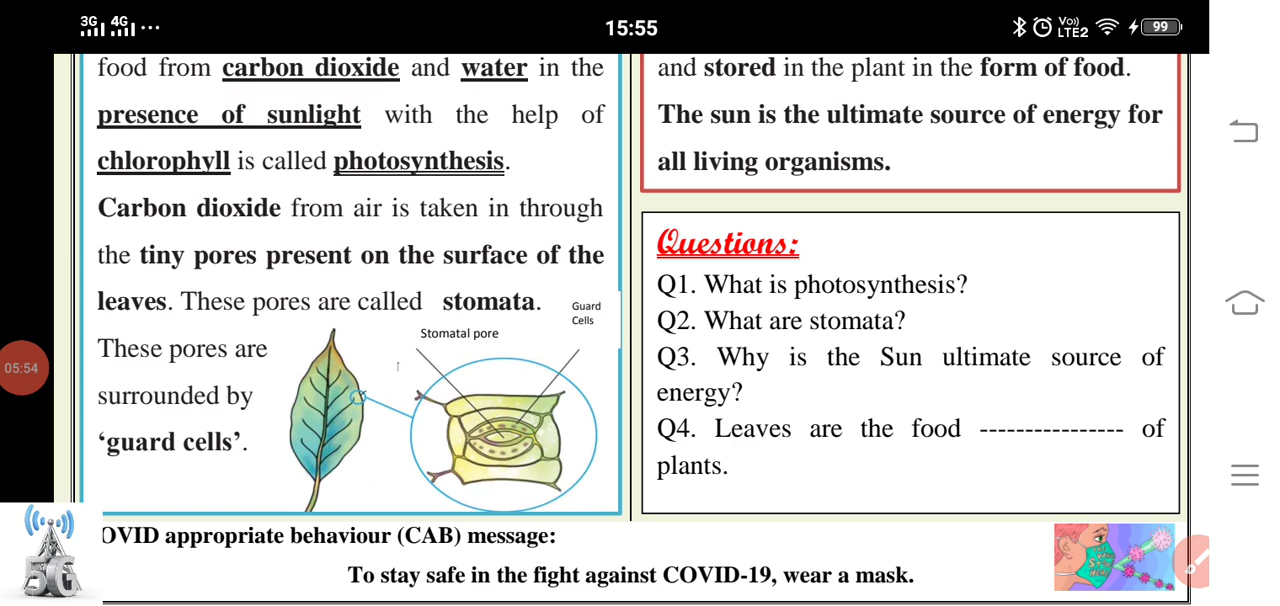 3G 4G
15:55
Vo))
LTE2
99
food from carbon dioxide and water in the
presence of sunlight with the help of
chlorophyll is called photosynthesis.
Carbon dioxide from air is taken in through
the tiny pores present on the surface of the
leaves. These pores are called stomata.
These pores are
surrounded by
‘guard cells’.
Stomatal pore
Guard
Cells
05:54
and stored in the plant in the form of food.
The sun is the ultimate source of energy for
all living organisms.
Questions:
Q1. What is photosynthesis?
Q2. What are stomata?
Q3. Why is the Sun ultimate source of
energy?
Q4. Leaves are the food ---------------- of
plants.
5G
OVID appropriate behaviour (CAB) message:
To stay safe in the fight against COVID-19, wear a mask.